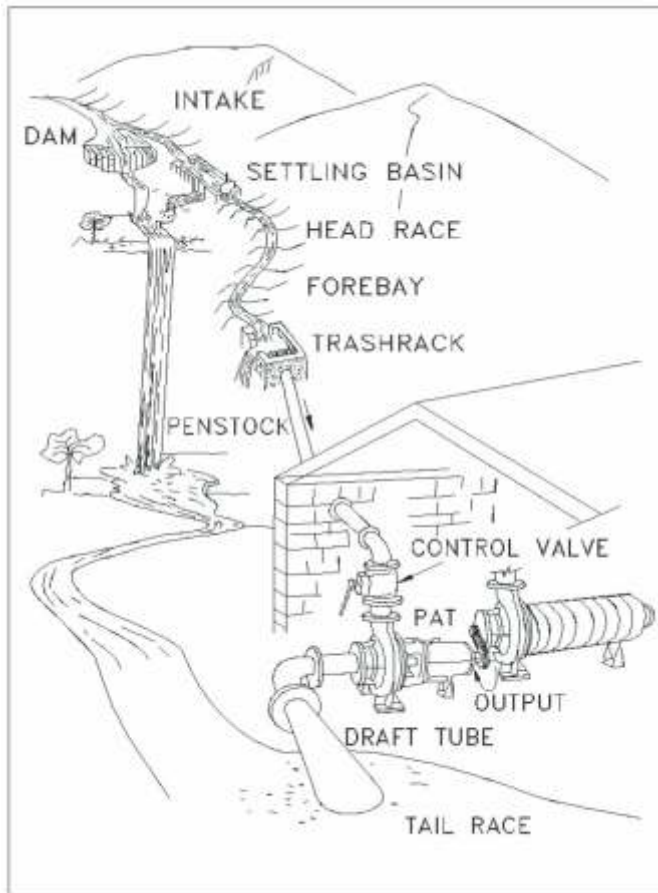 INTAKE
DAM
SETTLING BASIN
HEAD RACE
FOREBAY
TRASHRACK
PENSTOCK
CONTROL VALVE
PAT
OUTPUT
DRAFT TUBE
TAIL RACE